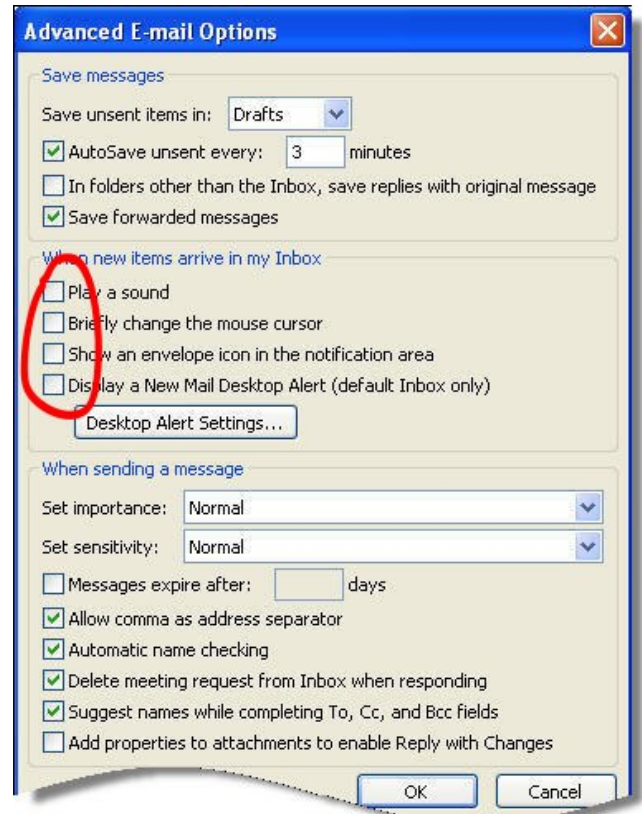 Advanced E-mail Options
Save messages
Save unsent items in: Drafts
AutoSave unsent every: 3 minutes
In folders other than the Inbox, save replies with original message
Save forwarded messages
When new items arrive in my Inbox
Play a sound
Briefly change the mouse cursor
Show an envelope icon in the notification area
Display a New Mail Desktop Alert (default Inbox only)
Desktop Alert Settings...
When sending a message
Set importance: Normal
Set sensitivity: Normal
Messages expire after: days
Allow comma as address separator
Automatic name checking
Delete meeting request from Inbox when responding
Suggest names while completing To, Cc, and Bcc fields
Add properties to attachments to enable Reply with Changes
OK Cancel